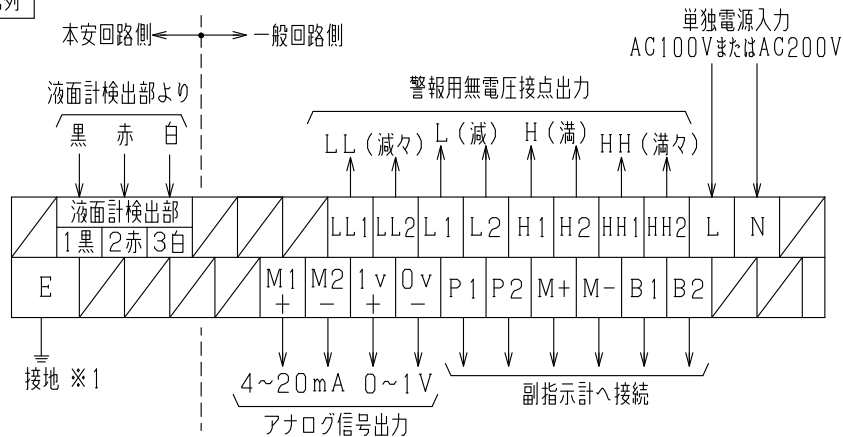 列
本安回路側 一般回路側
単独電源入力
AC100VまたはAC200V
液面計検出部より
黒 赤 白
警報用無電圧接点出力
LL(減々) L(減) H(満) HH(満々)
液面計検出部
1黒 2赤 3白
LL1 LL2 L1 L2 H1 H2 HH1 HH2 L N
E M1+ M2- 1v+ 0v- P1 P2 M+ M- B1 B2
接地 ※1
4~20mA 0~1V
アナログ信号出力
副指示計へ接続